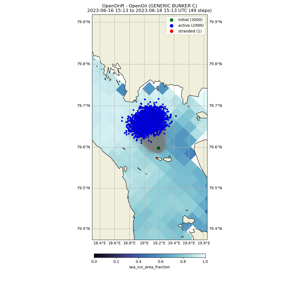 OpenDrift - OpenOil (GENERIC BUNKER C)
2023-06-16 15:13 to 2023-06-18 15:13 UTC (49 steps)
initial (3000)
active (2999)
stranded (1)
79.9°N 79.9°N
79.8°N 79.8°N
79.7°N 79.7°N
79.6°N 79.6°N
79.5°N 79.5°N
79.4°N 79.4°N
18.4°E 18.6°E 18.8°E 19°E 19.2°E 19.4°E 19.6°E 19.8°E
0.0 0.2 0.4 0.6 0.8 1.0
sea_ice_area_fraction